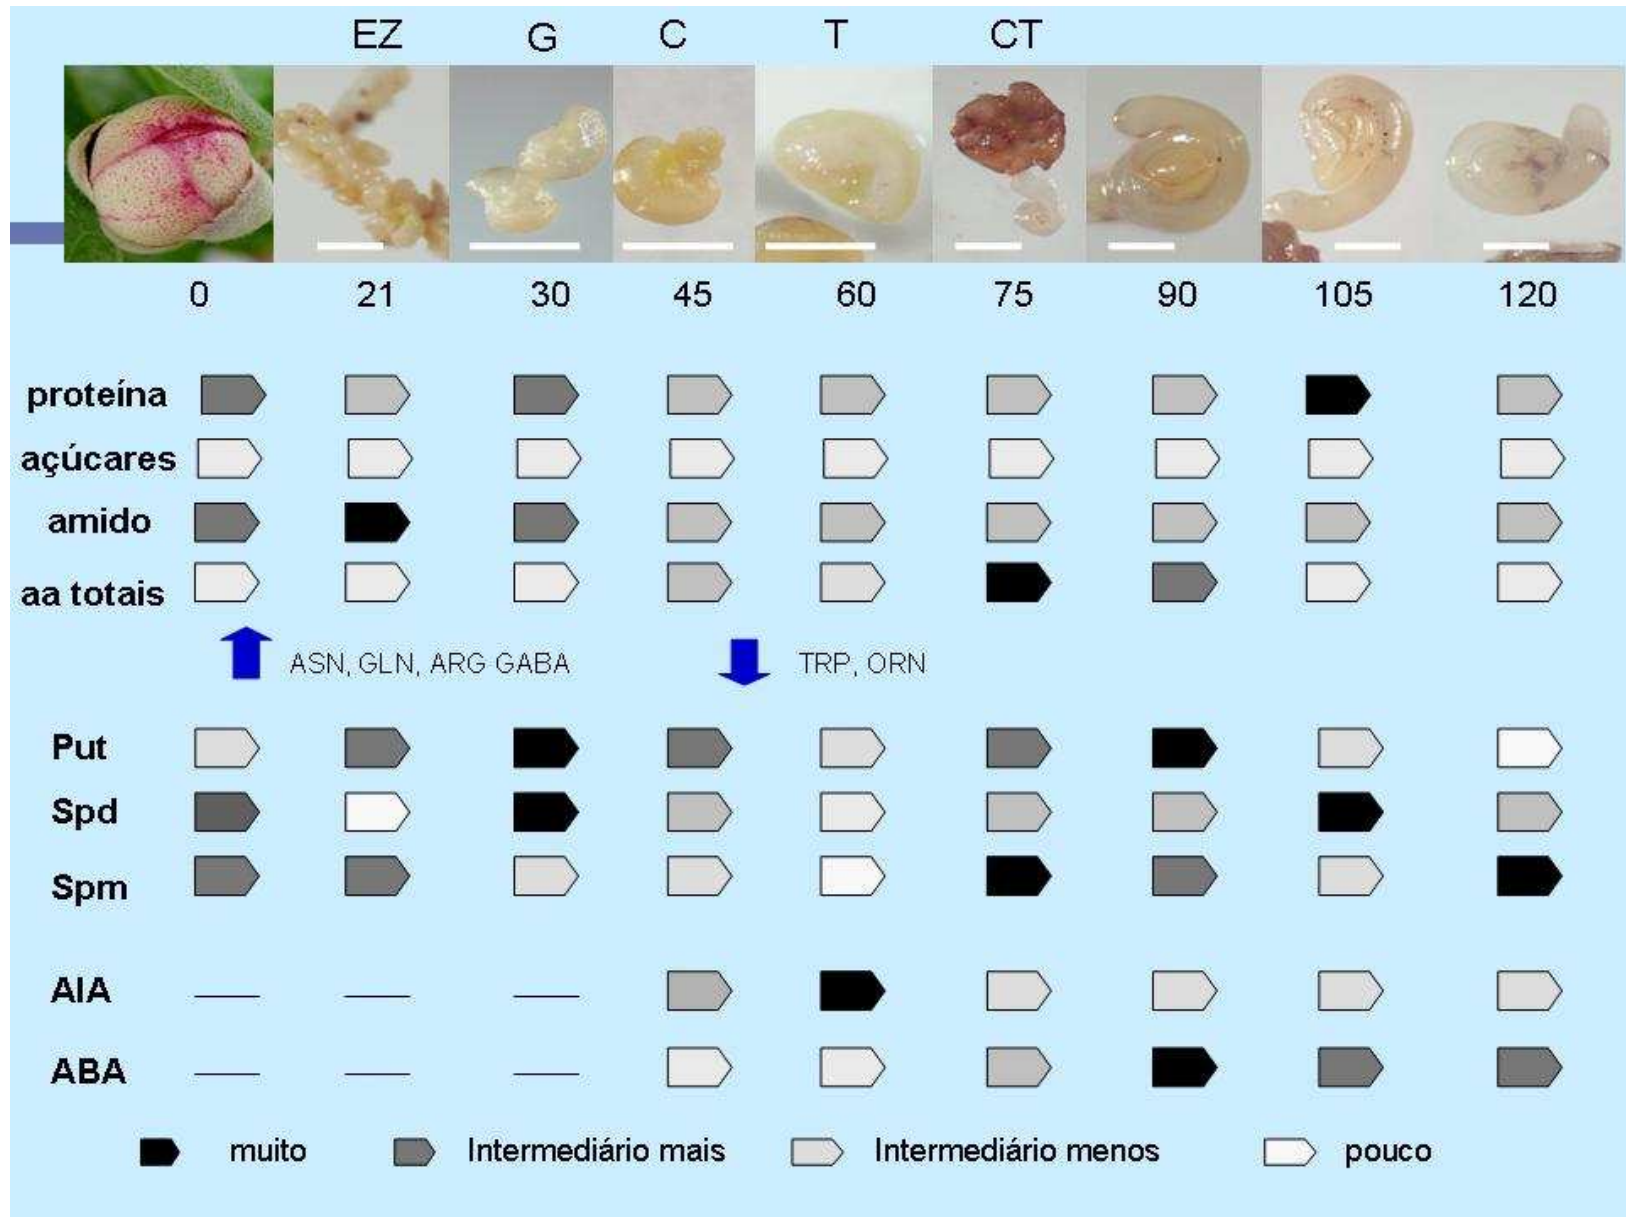 EZ G C T CT
0 21 30 45 60 75 90 105 120
proteína
açúcares
amido
aa totais
ASN, GLN, ARG GABA TRP, ORN
Put
Spd
Spm
AIA
ABA
muito Intermediário mais Intermediário menos pouco